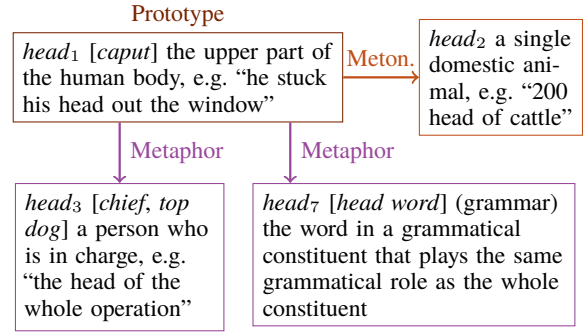 Prototype
head₁ [caput] the upper part of
the human body, e.g. “he stuck
his head out the window”
Meton.
head₂ a single
domestic ani-
mal, e.g. “200
head of cattle”
Metaphor
Metaphor
head₃ [chief, top
dog] a person who
is in charge, e.g.
“the head of the
whole operation”
head₇ [head word] (grammar)
the word in a grammatical
constituent that plays the same
grammatical role as the whole
constituent